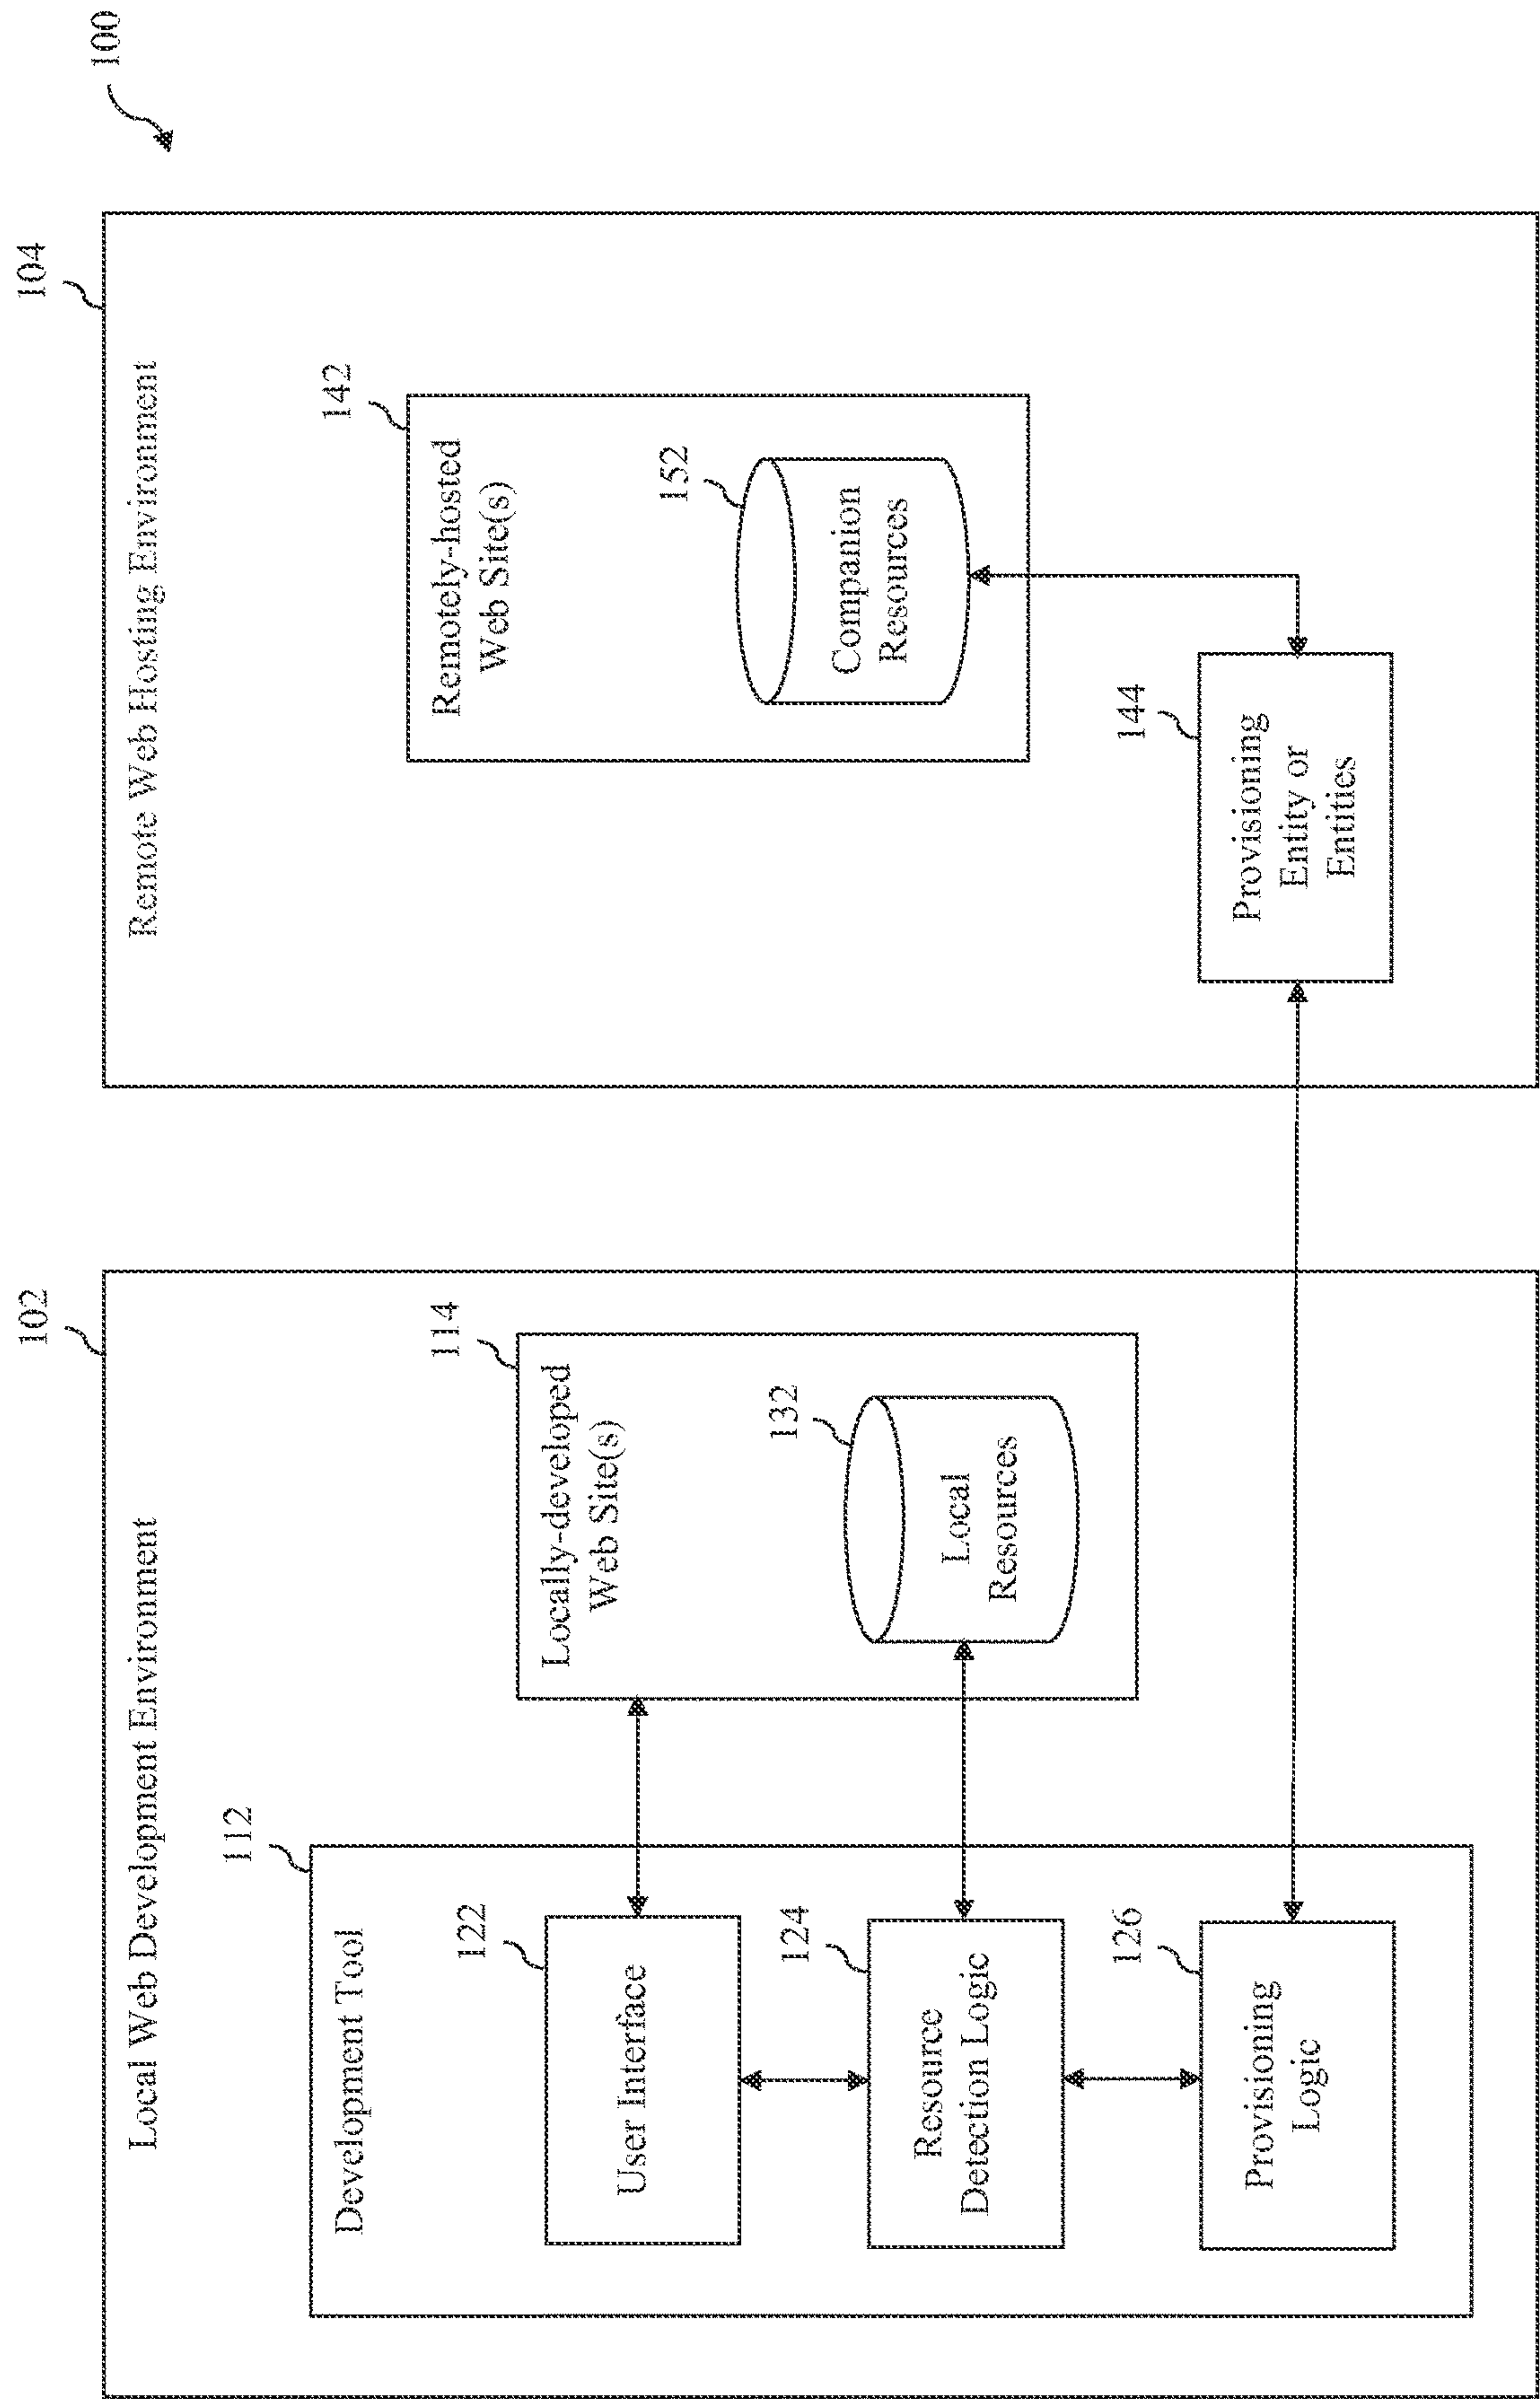 100
Local Web Development Environment
102
Development Tool
112
User Interface
122
Resource
Detection Logic
124
Provisioning
Logic
126
Locally-developed
Web Site(s)
114
Local
Resources
132
Remote Web Hosting Environment
104
Remotely-hosted
Web Site(s)
142
Companion
Resources
152
Provisioning
Entity or
Entities
144